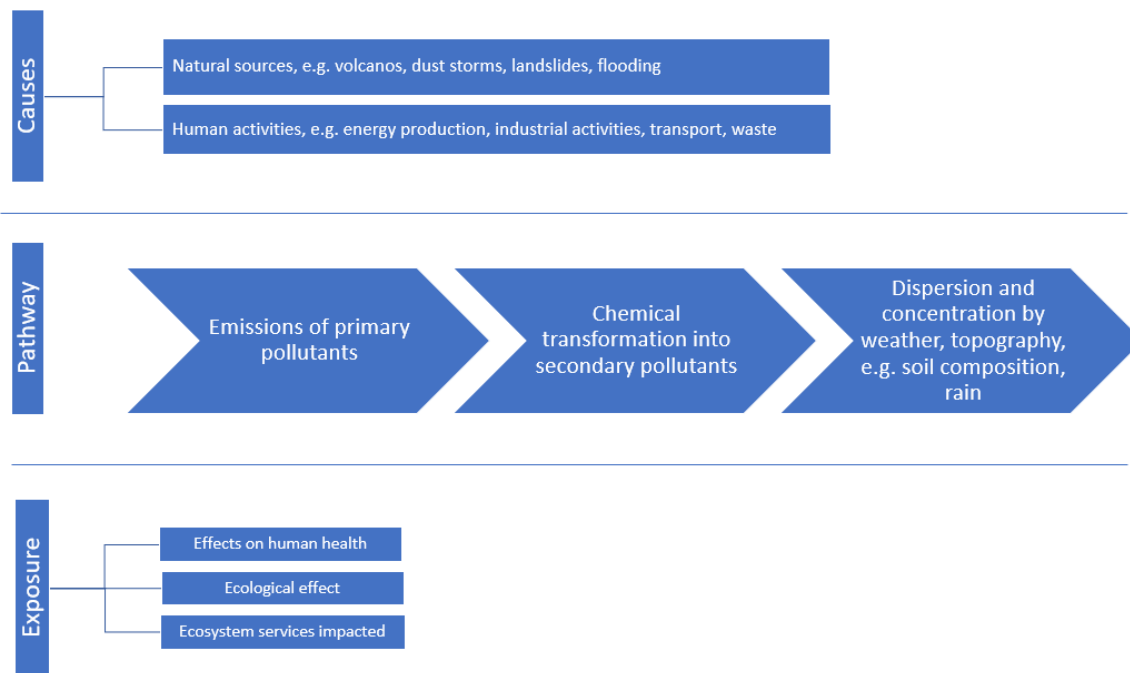 Causes
Natural sources, e.g. volcanos, dust storms, landslides, flooding
Human activities, e.g. energy production, industrial activities, transport, waste
Pathway
Emissions of primary
pollutants
Chemical
transformation into
secondary pollutants
Dispersion and
concentration by
weather, topography,
e.g. soil composition,
rain
Exposure
Effects on human health
Ecological effect
Ecosystem services impacted